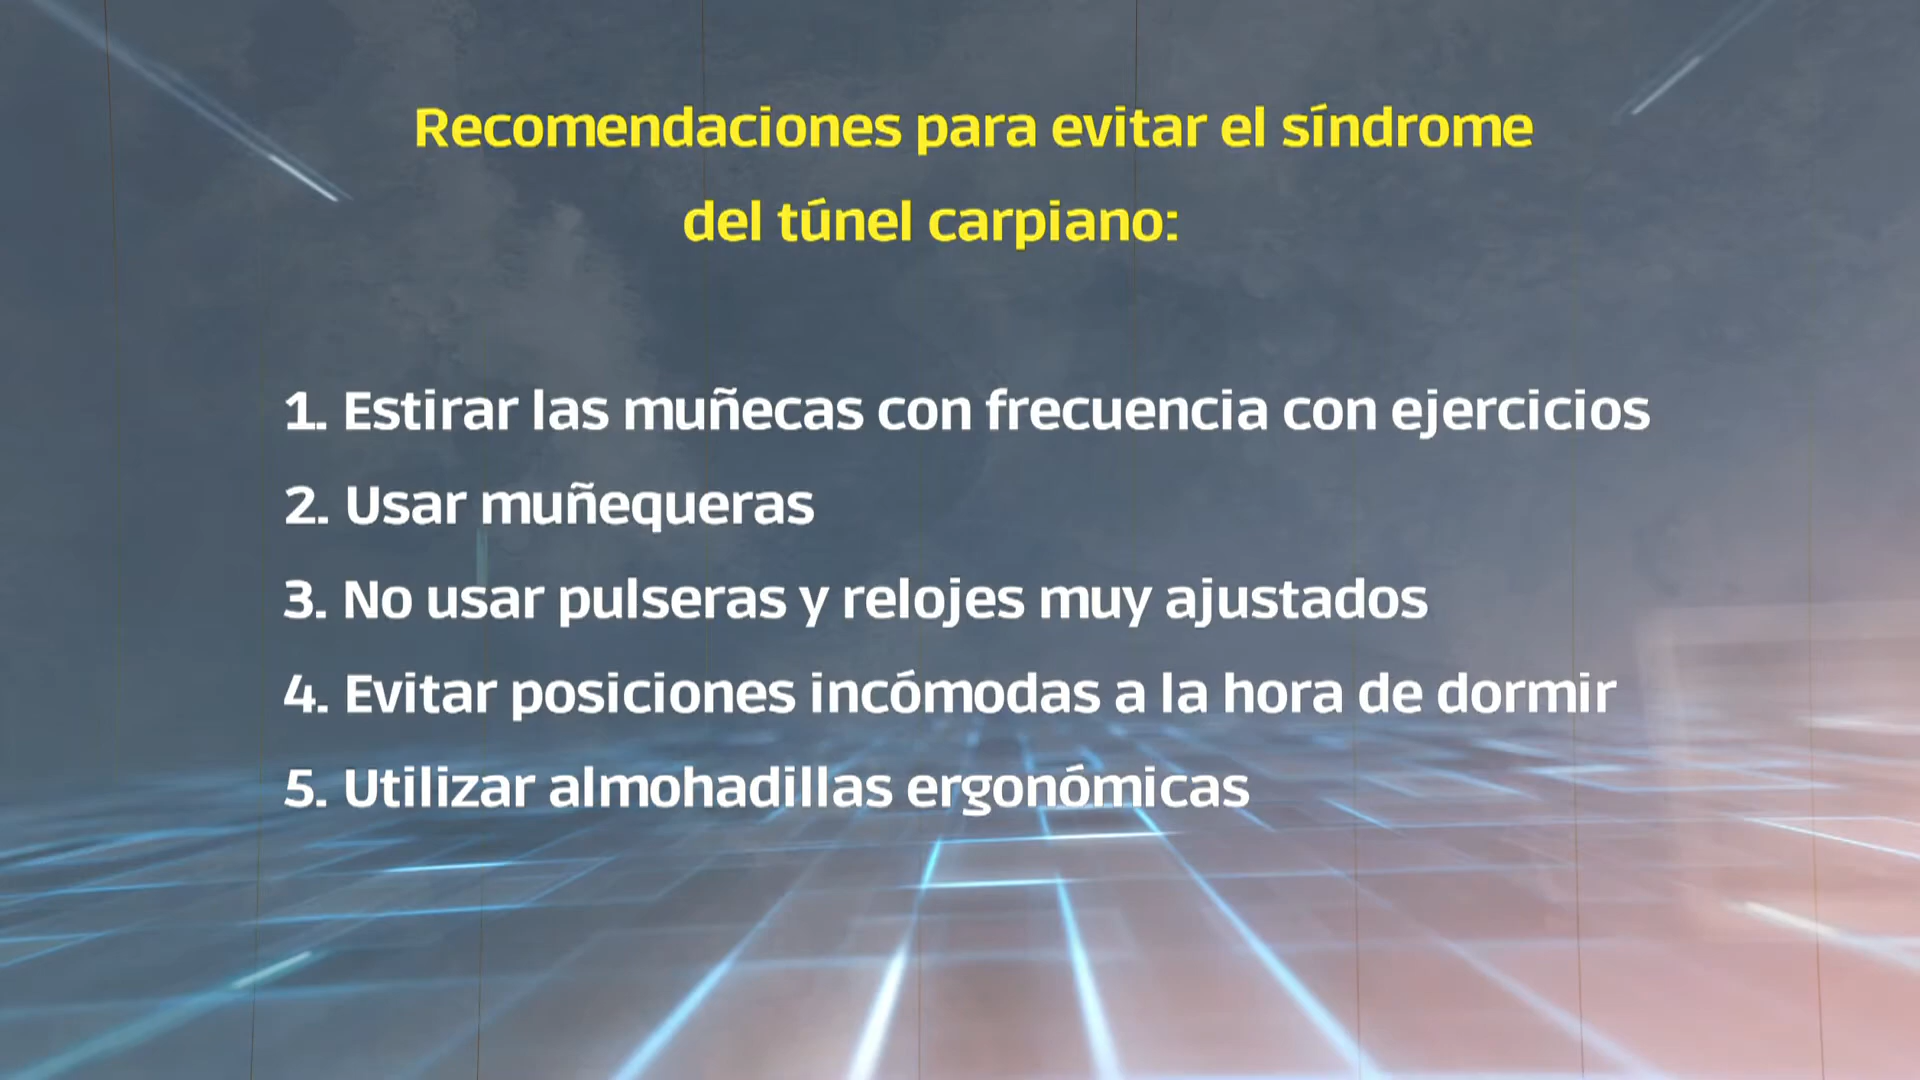 Recomendaciones para evitar el síndrome
del túnel carpiano:
1. Estirar las muñecas con frecuencia con ejercicios
2. Usar muñequeras
3. No usar pulseras y relojes muy ajustados
4. Evitar posiciones incómodas a la hora de dormir
5. Utilizar almohadillas ergonómicas